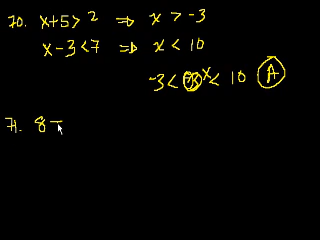 70. x+5>2 ⇒ x > -3
x-3<7 ⇒ x < 10
-3 < x < 10 A
71. 8